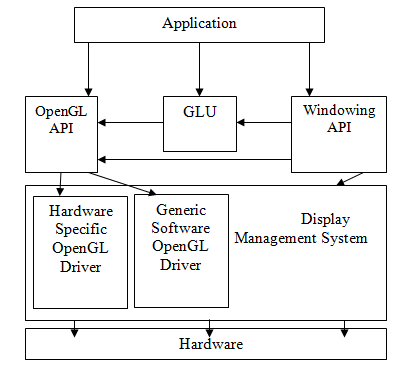 Application
OpenGL
API
GLU
Windowing
API
Hardware
Specific
OpenGL
Driver
Generic
Software
OpenGL
Driver
Display
Management System
Hardware